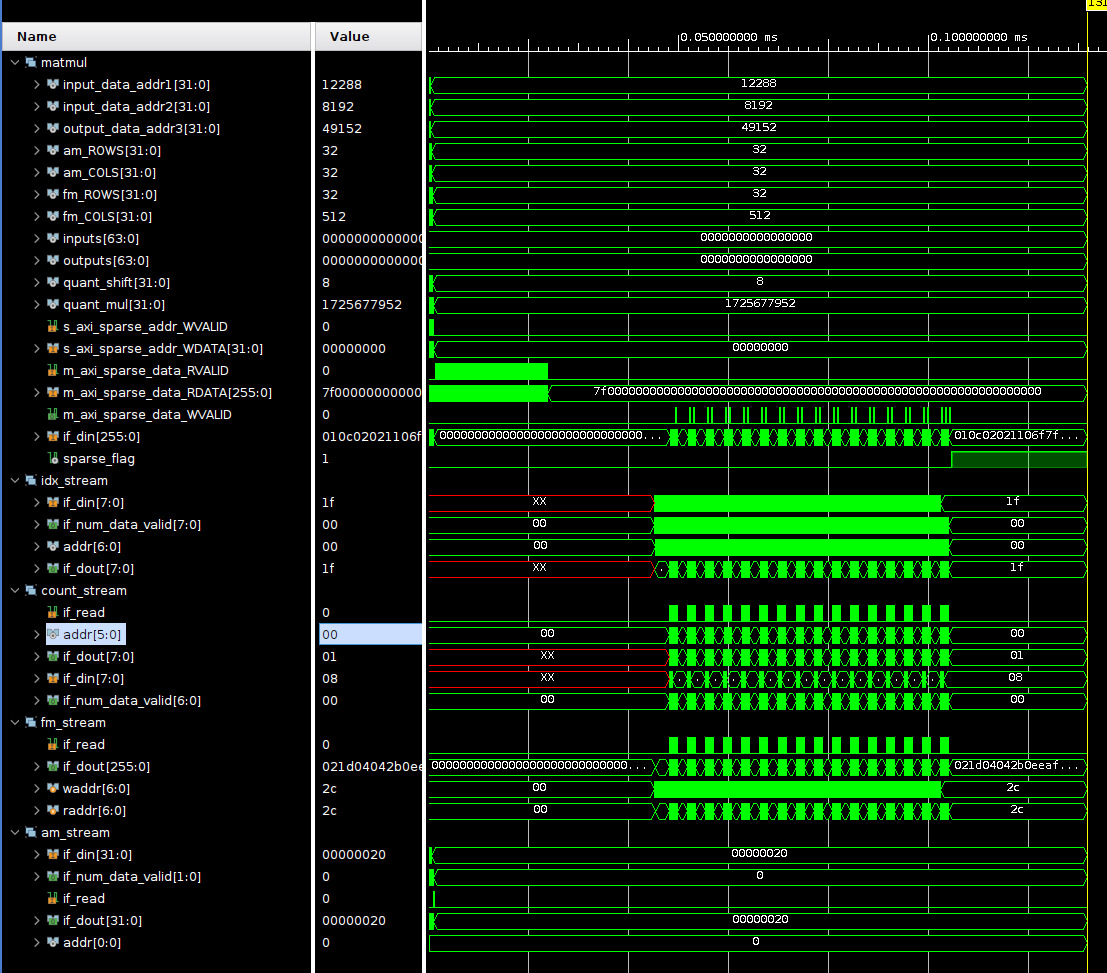 131
Name Value 0.050000000 ms 0.100000000 ms
matmul
input_data_addr1[31:0] 12288 12288
input_data_addr2[31:0] 8192 8192
output_data_addr3[31:0] 49152 49152
am_ROWS[31:0] 32 32
am_COLS[31:0] 32 32
fm_ROWS[31:0] 32 32
fm_COLS[31:0] 512 512
inputs[63:0] 0000000000000 0000000000000000
outputs[63:0] 0000000000000 0000000000000000
quant_shift[31:0] 8 8
quant_mul[31:0] 1725677952 1725677952
s_axi_sparse_addr_WVALID 0
s_axi_sparse_addr_WDATA[31:0] 00000000 00000000
m_axi_sparse_data_RVALID 0
m_axi_sparse_data_RDATA[255:0] 7f00000000000
m_axi_sparse_data_WVALID 0
if_din[255:0] 010c02021106f 010c02021106f7f...
sparse_flag 1
idx_stream
if_din[7:0] 1f XX 1f
if_num_data_valid[7:0] 00 00 00
addr[6:0] 00 00 00
if_dout[7:0] 1f XX 1f
count_stream
if_read 0
addr[5:0] 00 00 00
if_dout[7:0] 01 XX 01
if_din[7:0] 08 XX 08
if_num_data_valid[6:0] 00 00 00
fm_stream
if_read 0
if_dout[255:0] 021d04042b0ee 021d04042b0eeaf...
waddr[6:0] 2c 00 2c
raddr[6:0] 2c 00 2c
am_stream
if_din[31:0] 00000020 00000020
if_num_data_valid[1:0] 0 0
if_read 0
if_dout[31:0] 00000020 00000020
addr[0:0] 0 0